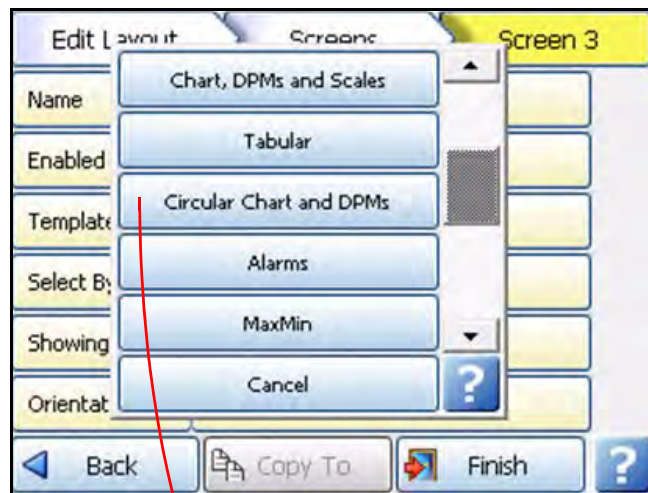 Edit Layout
Screens
Screen 3
Name
Chart, DPMs and Scales
Enabled
Tabular
Template
Circular Chart and DPMs
Select By
Alarms
Showing
MaxMin
Orientat
Cancel
?
Back
Copy To
Finish
?